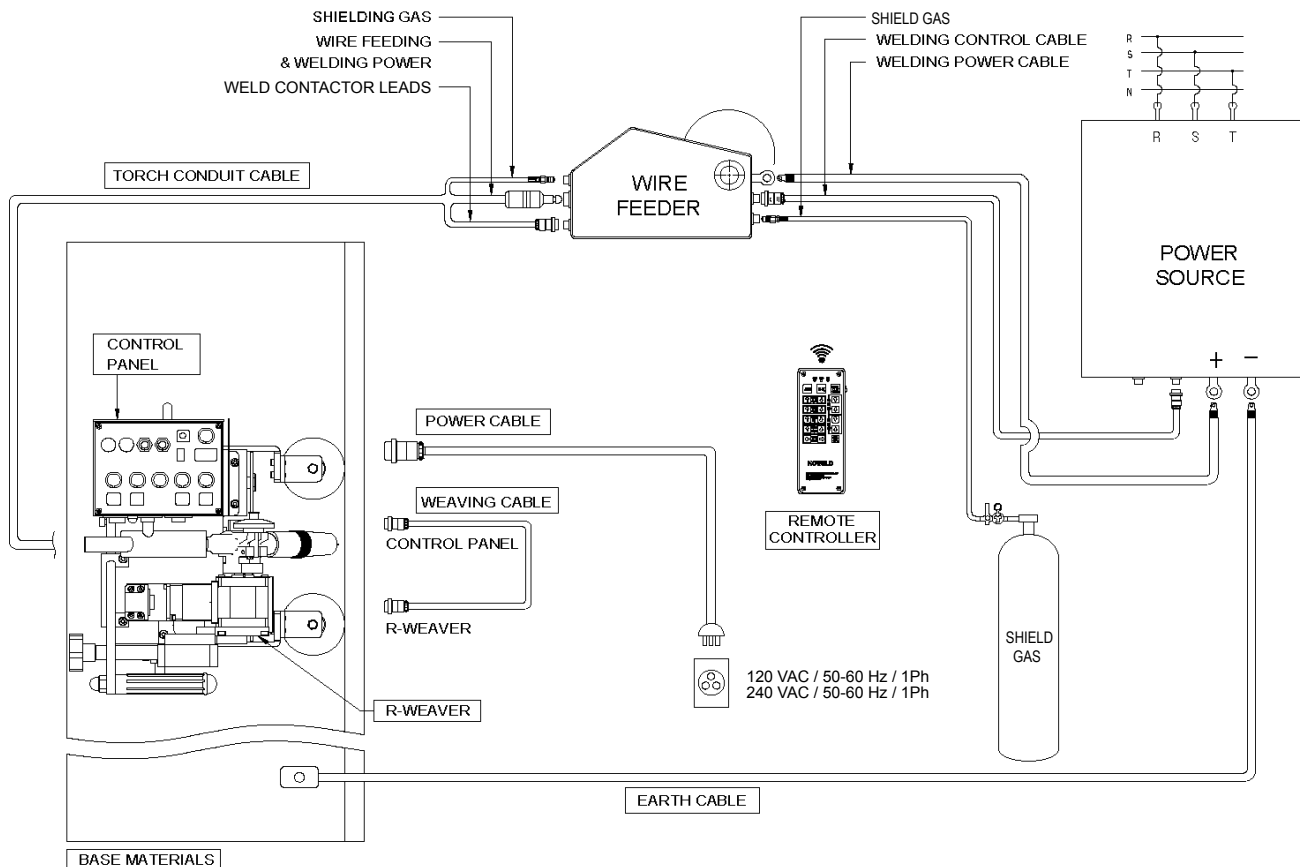 SHIELDING GAS
WIRE FEEDING
& WELDING POWER
WELD CONTACTOR LEADS
SHIELD GAS
WELDING CONTROL CABLE
WELDING POWER CABLE
R
S
T
N
R S T
TORCH CONDUIT CABLE
WIRE
FEEDER
POWER
SOURCE
+ −
CONTROL
PANEL
POWER CABLE
WEAVING CABLE
CONTROL PANEL
R-WEAVER
REMOTE
CONTROLLER
SHIELD
GAS
120 VAC / 50-60 Hz / 1Ph
240 VAC / 50-60 Hz / 1Ph
R-WEAVER
EARTH CABLE
BASE MATERIALS